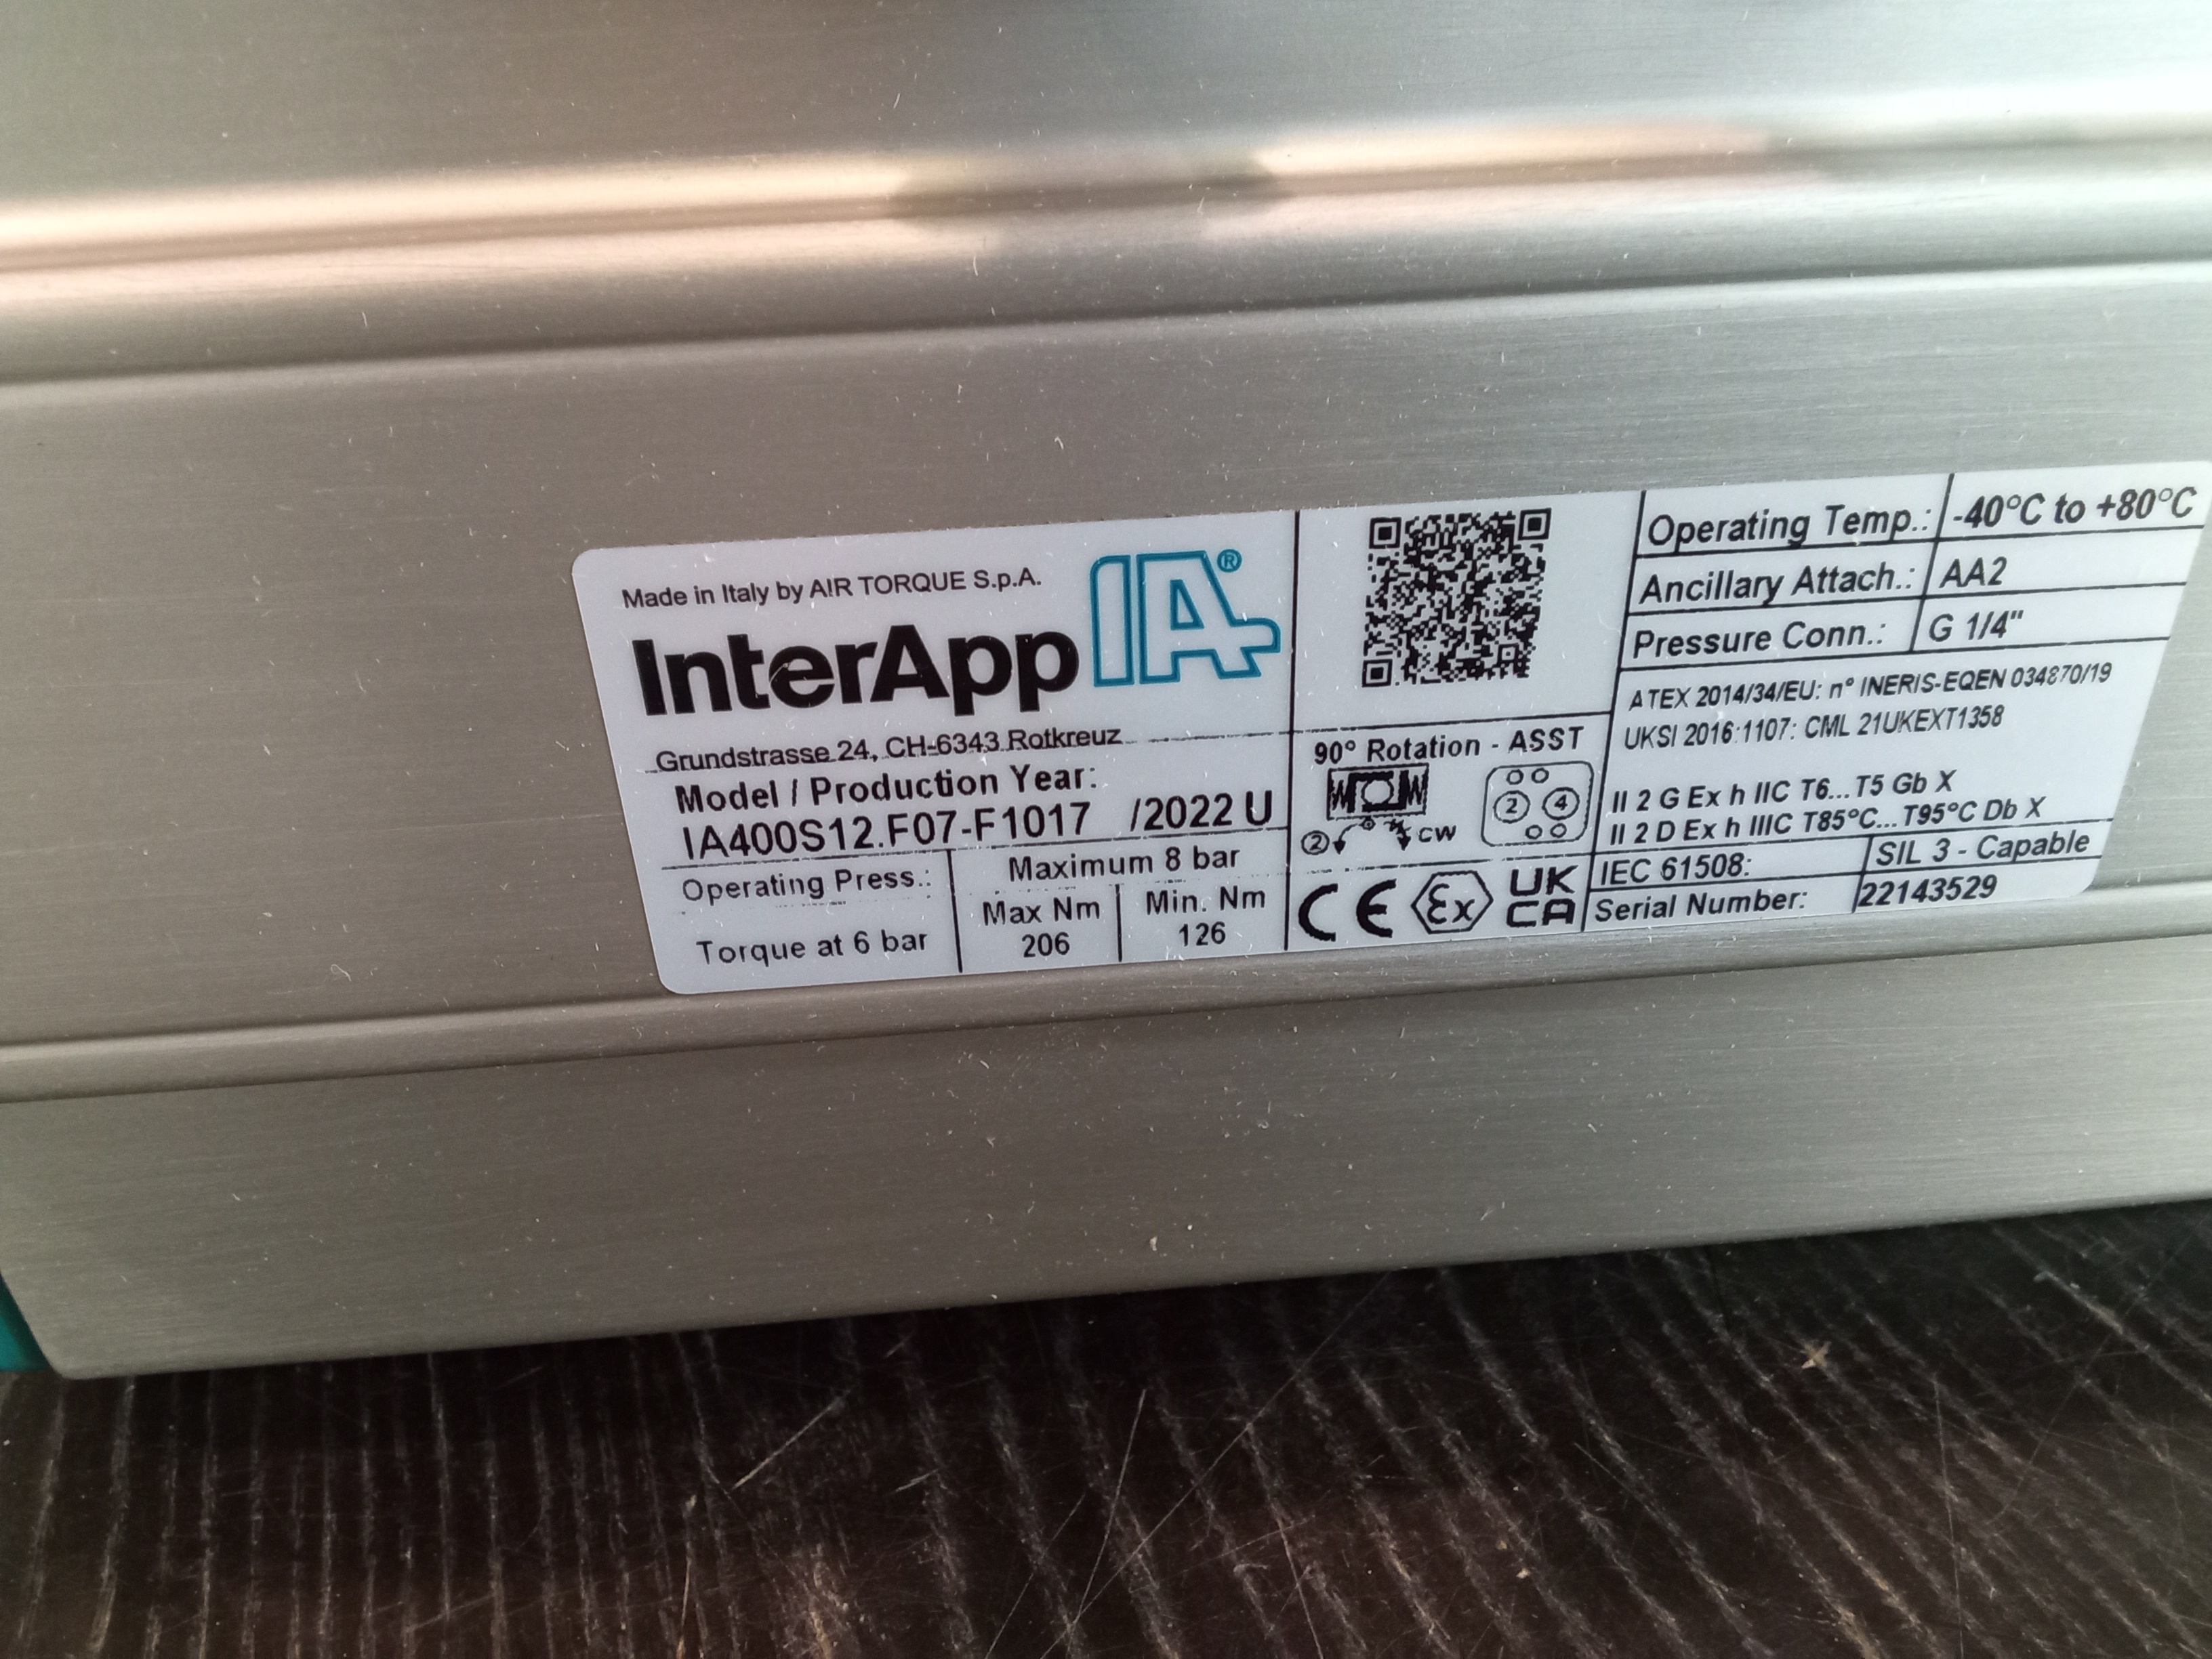 Made in Italy by AIR TORQUE S.p.A.
InterApp IA®
Grundstrasse 24, CH-6343 Rotkreuz
Model / Production Year:
IA400S12.F07-F1017 /2022 U
Operating Press.: Maximum 8 bar
Torque at 6 bar
Max Nm
206
Min. Nm
126
90° Rotation - ASST
2 CW
2 4
CE Ex UK CA
Operating Temp.: -40°C to +80°C
Ancillary Attach.: AA2
Pressure Conn.: G 1/4"
ATEX 2014/34/EU: n° INERIS-EQEN 034870/19
UKSI 2016:1107: CML 21UKEXT1358
II 2 G Ex h IIC T6...T5 Gb X
II 2 D Ex h IIIC T85°C...T95°C Db X
IEC 61508: SIL 3 - Capable
Serial Number: 22143529